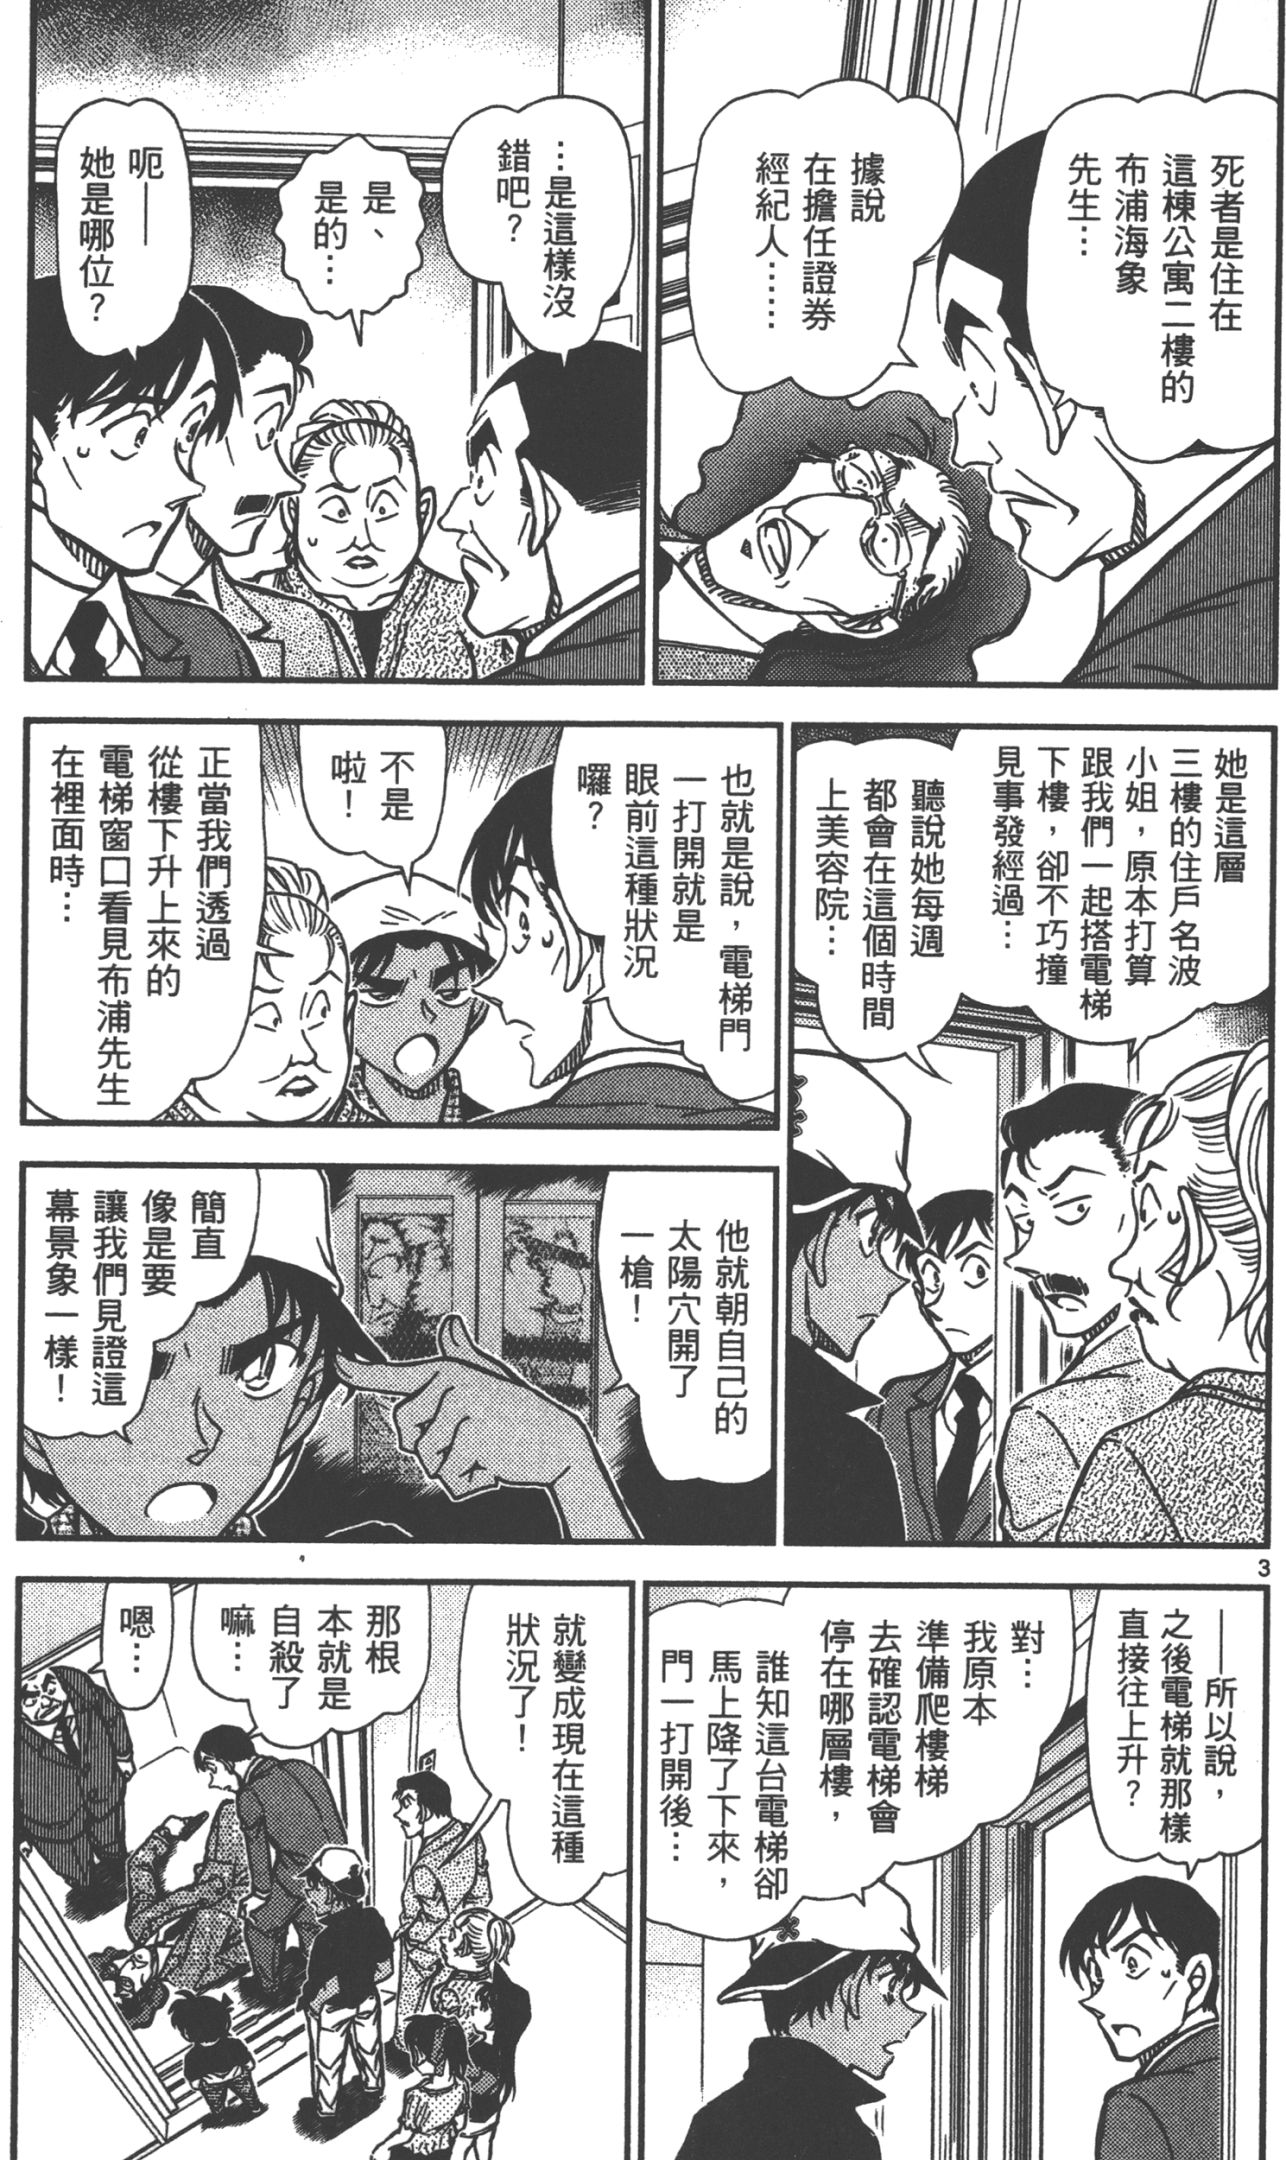 死者是住在
這棟公寓二樓的
布浦海象
先生…
據說
在擔任證券
經紀人……
…是這樣沒
錯吧？
是、
是的…
呃——
她是哪位？
她是這層
三樓的住戶名波
小姐，原本打算
跟我們一起搭電梯
下樓，卻不巧撞
見事發經過…
聽說她每週
都會在這個時間
上美容院…
也就是說，電梯門
一打開就是
眼前這種狀況
囉？
不是
啦！
正當我們透過
從樓下升上來的
電梯窗口看見布浦先生
在裡面時…
他就朝自己的
太陽穴開了
一槍！
簡直
像是要
讓我們見證這
幕景象一樣！
3
——所以說，
之後電梯就那樣
直接往上升？
對…
我原本
準備爬樓梯
去確認電梯會
停在哪層樓，
誰知這台電梯卻
馬上降了下來，
門一打開後…
就變成現在這種
狀況了！
那根
本就是
自殺了
嘛…
嗯…